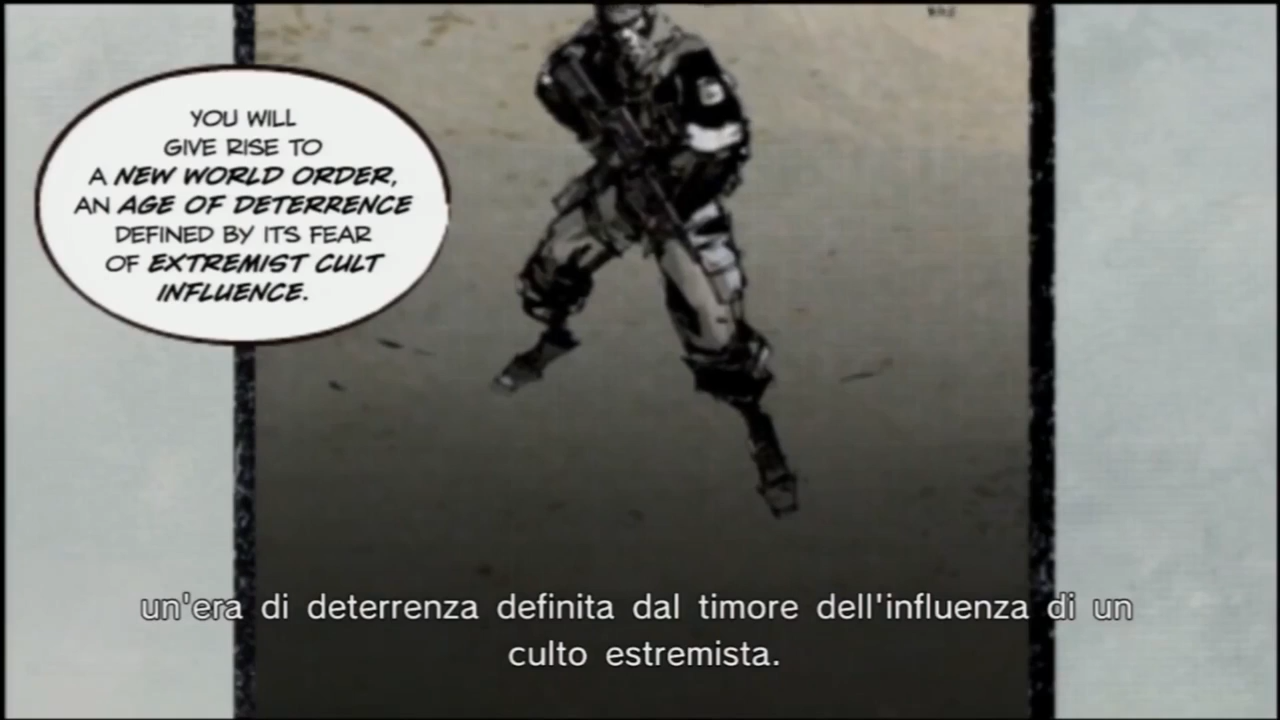 YOU WILL
GIVE RISE TO
A NEW WORLD ORDER,
AN AGE OF DETERRENCE
DEFINED BY ITS FEAR
OF EXTREMIST CULT
INFLUENCE.
un'era di deterrenza definita dal timore dell'influenza di un
culto estremista.